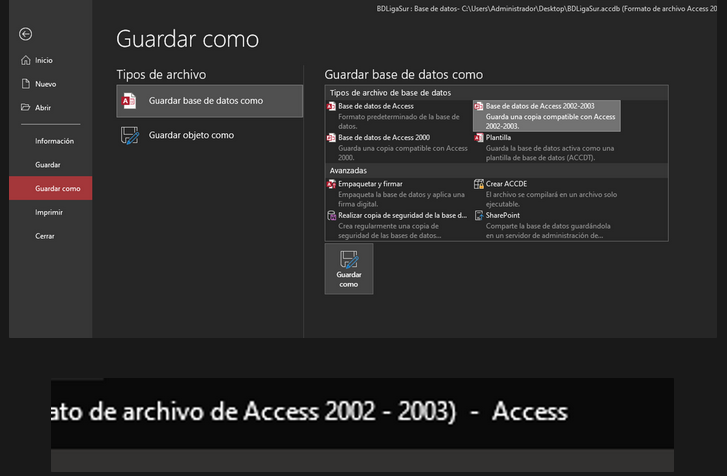 BDLigaSur : Base de datos- C:\Users\Administrador\Desktop\BDLigaSur.accdb (Formato de archivo Access 20
Guardar como
Inicio
Nuevo
Abrir
Información
Guardar
Guardar como
Imprimir
Cerrar
Tipos de archivo
Guardar base de datos como
Guardar objeto como
Guardar base de datos como
Tipos de archivo de base de datos
Base de datos de Access
Formato predeterminado de la base de
datos.
Base de datos de Access 2002-2003
Guarda una copia compatible con Access
2002-2003.
Base de datos de Access 2000
Guarda una copia compatible con Access
2000.
Plantilla
Guarda la base de datos activa como una
plantilla de base de datos (ACCDT).
Avanzadas
Empaquetar y firmar
Empaqueta la base de datos y aplica una
firma digital.
Crear ACCDE
El archivo se compilará en un archivo solo
ejecutable.
Realizar copia de seguridad de la base d...
Crea regularmente una copia de
seguridad de las bases de datos...
SharePoint
Comparte la base de datos guardándola
en un servidor de administración de...
Guardar
como
ato de archivo de Access 2002 - 2003) - Access